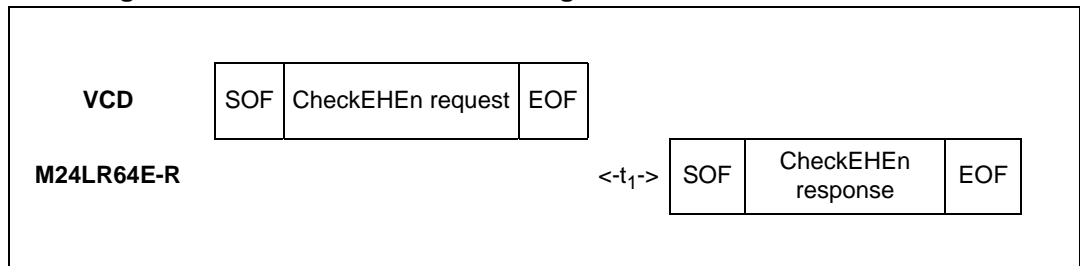 VCD SOF CheckEHEn request EOF
M24LR64E-R <-t1-> SOF CheckEHEn response EOF